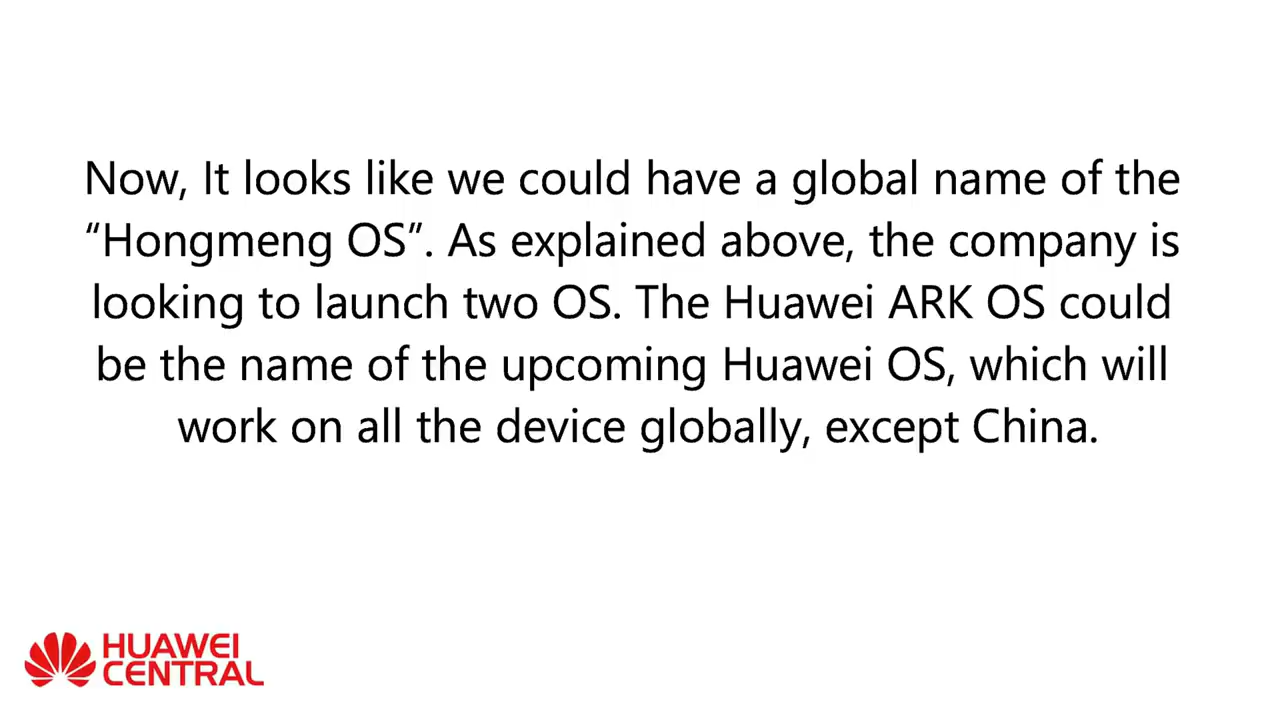 Now, It looks like we could have a global name of the
“Hongmeng OS”. As explained above, the company is
looking to launch two OS. The Huawei ARK OS could
be the name of the upcoming Huawei OS, which will
work on all the device globally, except China.
HUAWEI
CENTRAL